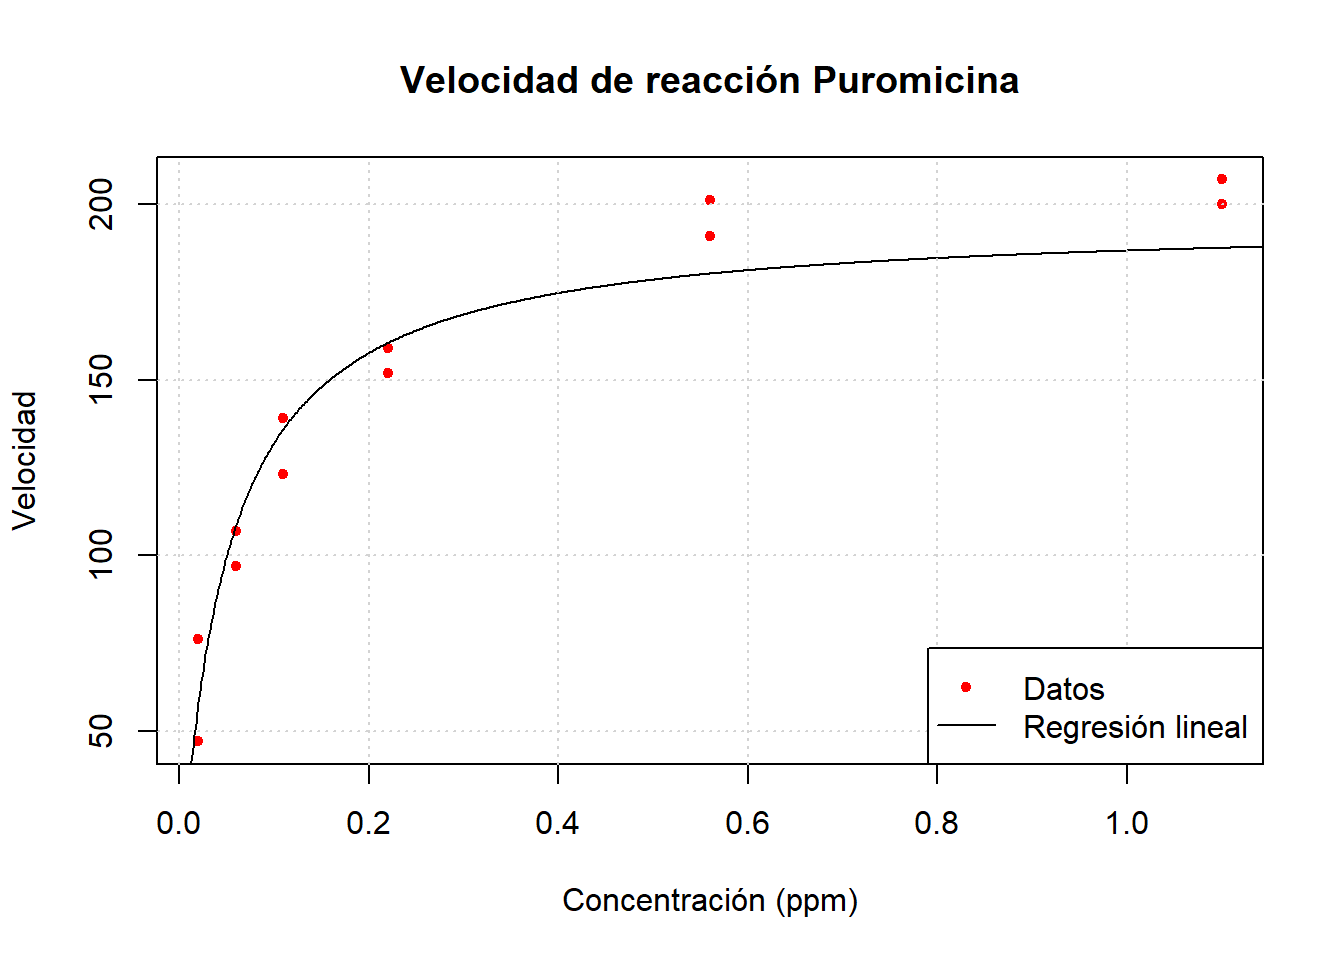 Velocidad de reacción Puromicina
Velocidad
200
150
100
50
Datos
Regresión lineal
0.0 0.2 0.4 0.6 0.8 1.0
Concentración (ppm)